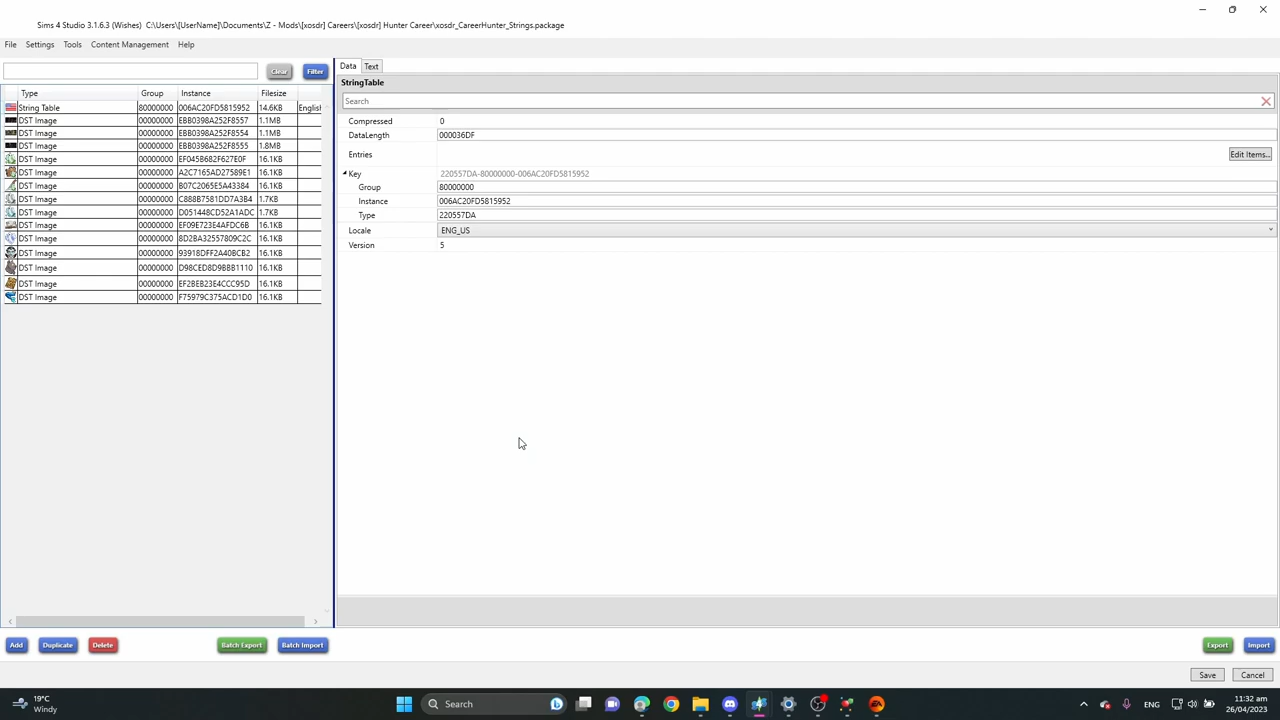 Sims 4 Studio 3.1.6.3 (Wishes) C:\Users\[UserName]\Documents\Z - Mods\[xosdr] Careers\[xosdr] Hunter Career\xosdr_CareerHunter_Strings.package
File Settings Tools Content Management Help
Clear Filter
Data Text
StringTable
Type Group Instance Filesize
Search
String Table 80000000 006AC20FD5815952 14.6KB English
DST Image 00000000 EBB0398A252F8557 1.1MB
DST Image 00000000 EBB0398A252F8554 1.1MB
DST Image 00000000 EBB0398A252F8555 1.8MB
DST Image 00000000 EF045B682F627E0F 16.1KB
DST Image 00000000 A2C7165AD27589E1 16.1KB
DST Image 00000000 B07C2065E5A43384 16.1KB
DST Image 00000000 C888B7581DD7A3B4 1.7KB
DST Image 00000000 D051448CD52A1ADC 1.7KB
DST Image 00000000 EF09E723E4AFDC6B 16.1KB
DST Image 00000000 8D2BA32557809C2C 16.1KB
DST Image 00000000 93918DFF2A40BCB2 16.1KB
DST Image 00000000 D98CED8D9BBB1110 16.1KB
DST Image 00000000 EF2BEB23E4CCC95D 16.1KB
DST Image 00000000 F75979C375ACD1D0 16.1KB
Compressed 0
DataLength 000036DF
Entries Edit Items...
Key 220557DA-80000000-006AC20FD5815952
Group 80000000
Instance 006AC20FD5815952
Type 220557DA
Locale ENG_US
Version 5
Add Duplicate Delete Batch Export Batch Import Export Import
Save Cancel
19°C
Windy
Search
ENG
11:32 am
26/04/2023